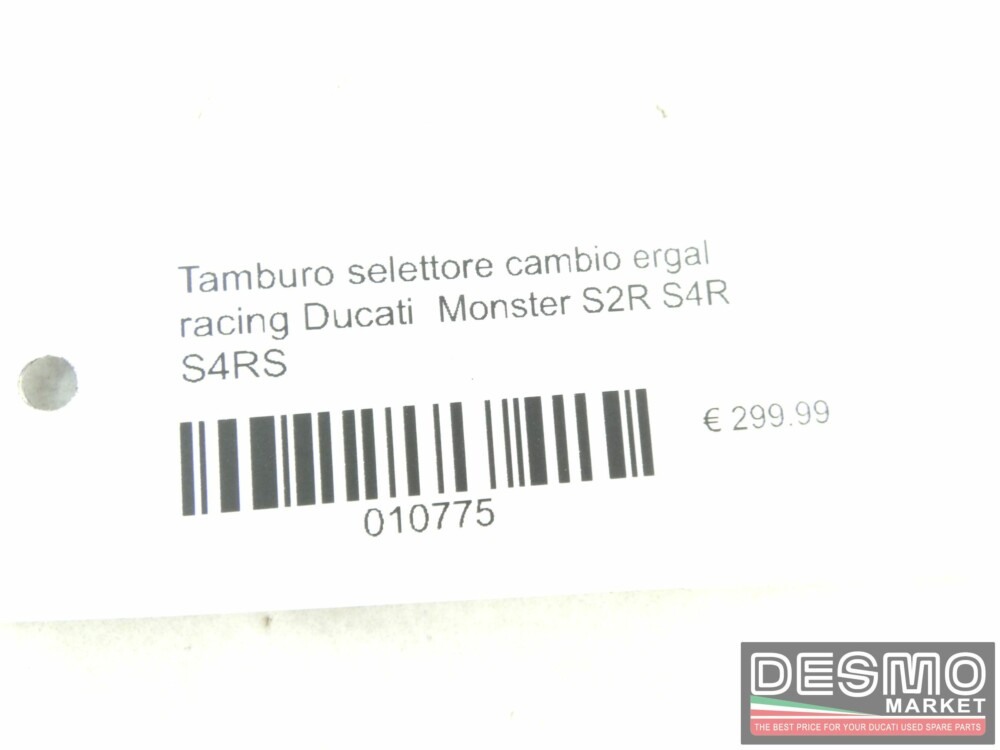 Tamburo selettore cambio ergal
racing Ducati  Monster S2R S4R
S4RS
€ 299.99
010775
DESMO
MARKET
THE BEST PRICE FOR YOUR DUCATI USED SPARE PARTS